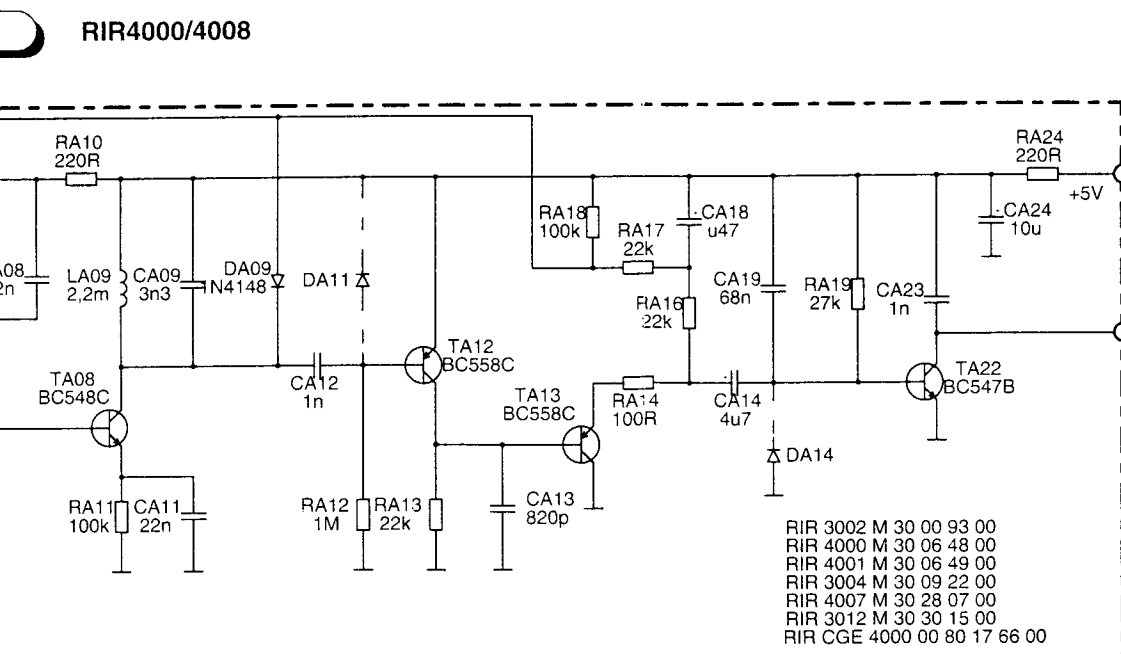 RIR4000/4008
RA10
220R
RA24
220R
+5V
RA18
100k
RA17
22k
CA18
u47
CA24
10u
LA09
2,2m
CA09
3n3
DA09
1N4148
DA11
RA16
22k
CA19
68n
RA19
27k
CA23
1n
TA08
BC548C
CA12
1n
TA12
BC558C
TA13
BC558C
RA14
100R
CA14
4u7
TA22
BC547B
DA14
RA11
100k
CA11
22n
RA12
1M
RA13
22k
CA13
820p
RIR 3002 M 30 00 93 00
RIR 4000 M 30 06 48 00
RIR 4001 M 30 06 49 00
RIR 3004 M 30 09 22 00
RIR 4007 M 30 28 07 00
RIR 3012 M 30 30 15 00
RIR CGE 4000 00 80 17 66 00